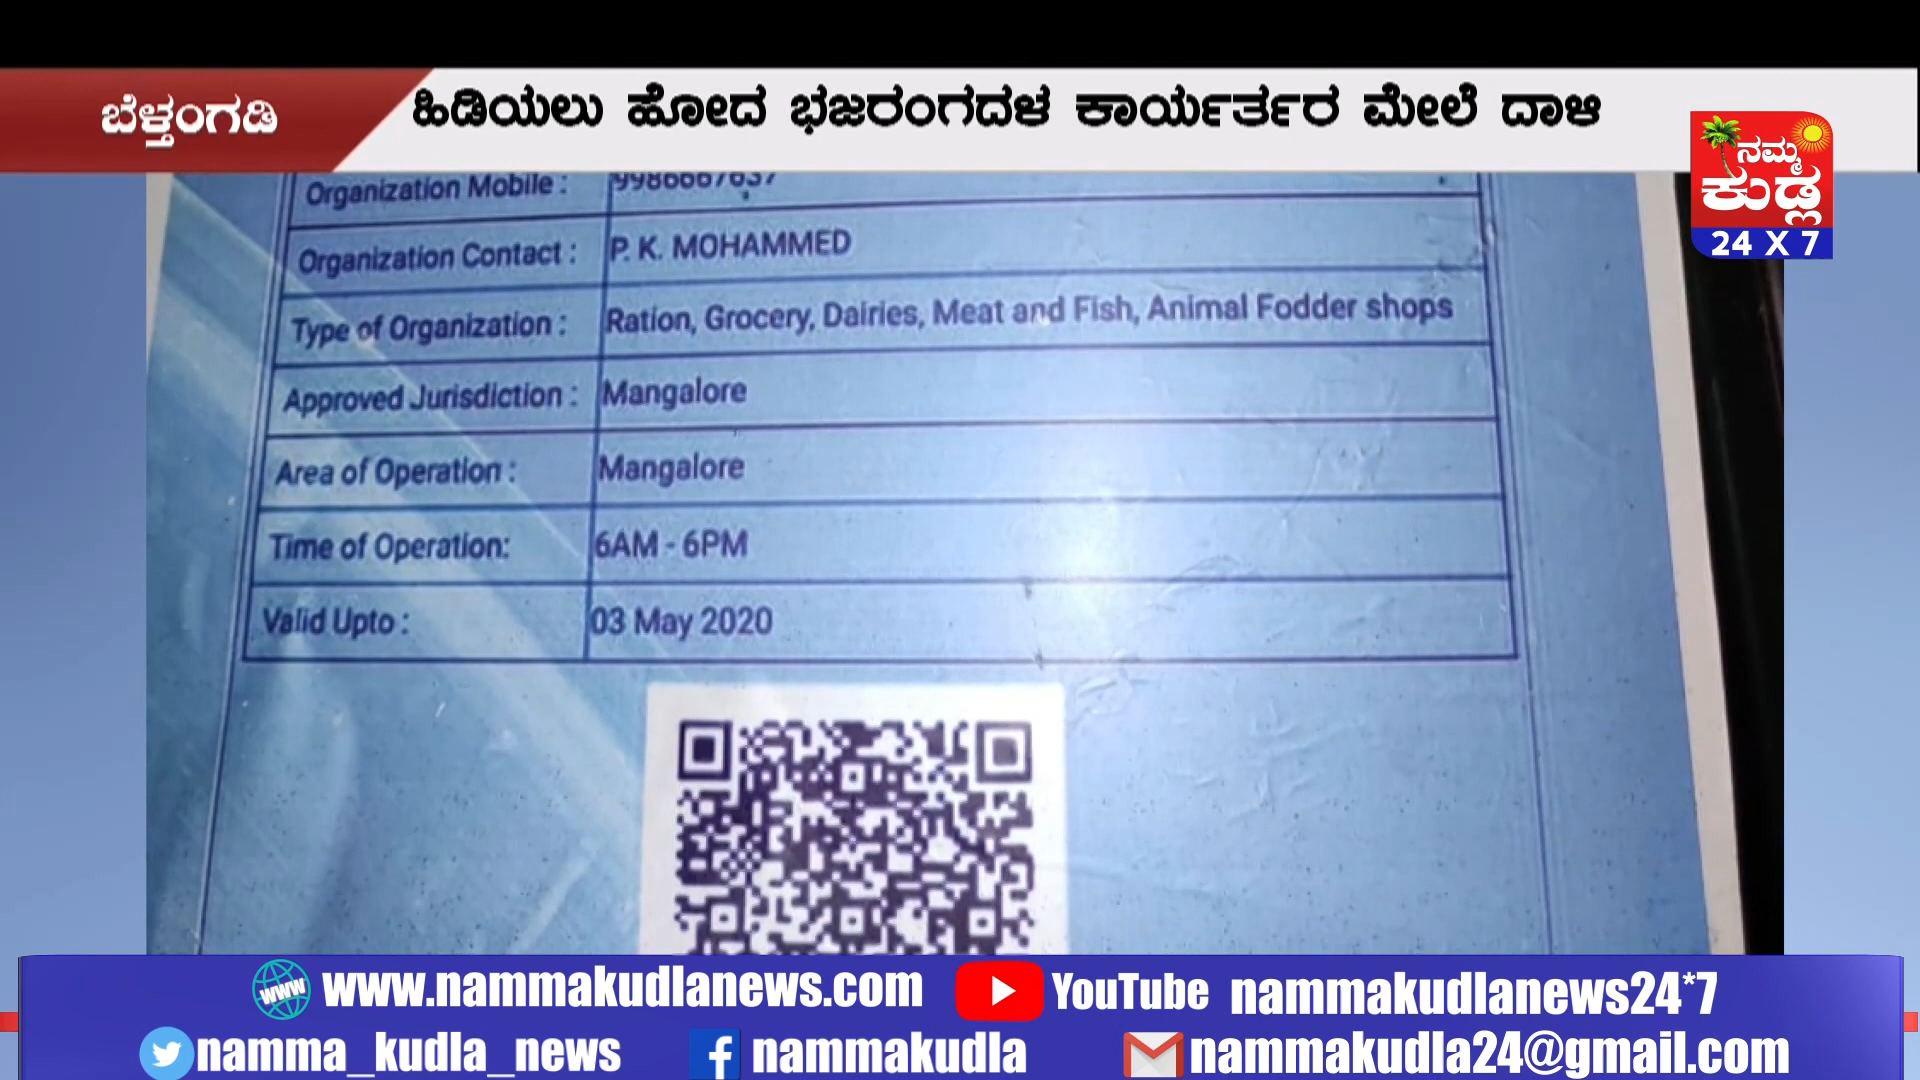 ಬೆಳ್ತಂಗಡಿ
ಹಿಡಿಯಲು ಹೋದ ಭಜರಂಗದಳ ಕಾರ್ಯರ್ತರ ಮೇಲೆ ದಾಳಿ
ನಮ್ಮ
ಕುಡ್ಲ
24 X 7
Organization Mobile :
Organization Contact : P. K. MOHAMMED
Type of Organization : Ration, Grocery, Dairies, Meat and Fish, Animal Fodder shops
Approved Jurisdiction : Mangalore
Area of Operation : Mangalore
Time of Operation: 6AM - 6PM
Valid Upto : 03 May 2020
www www.nammakudlanews.com YouTube nammakudlanews24*7
namma_kudla_news nammakudla nammakudla24@gmail.com